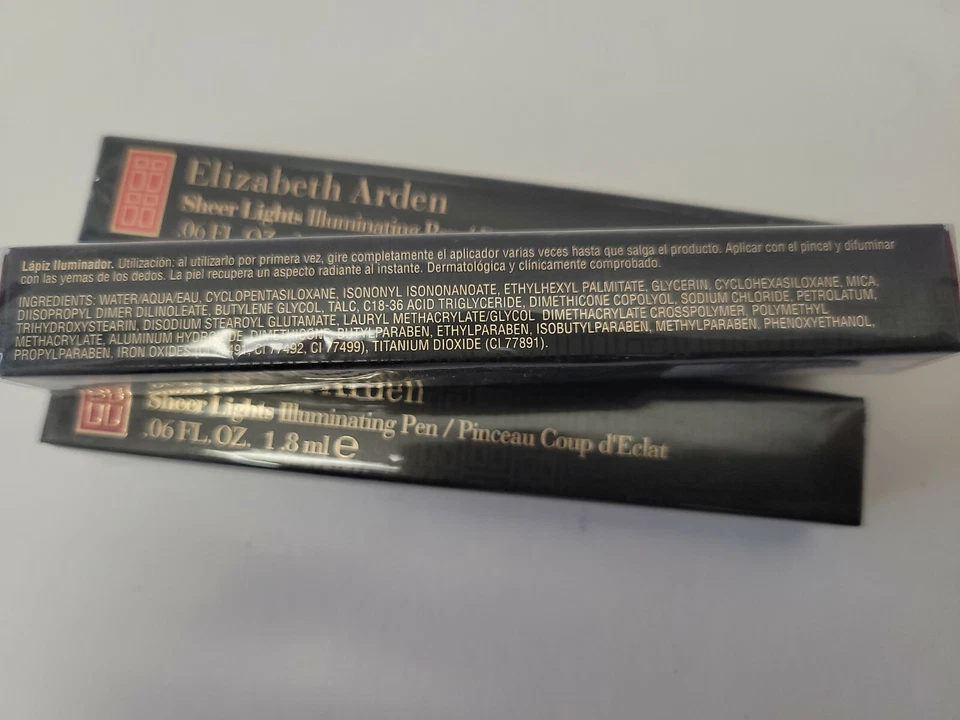 Elizabeth Arden
Sheer Lights Illuminating Pen /
.06 FL. OZ.
Lápiz Iluminador. Utilización: al utilizarlo por primera vez, gire completamente el aplicador varias veces hasta que salga el producto. Aplicar con el pincel y difuminar
con las yemas de los dedos. La piel recupera un aspecto radiante al instante. Dermatológica y clínicamente comprobado.
INGREDIENTS: WATER/AQUA/EAU, CYCLOPENTASILOXANE, ISONONYL ISONONANOATE, ETHYLHEXYL PALMITATE, GLYCERIN, CYCLOHEXASILOXANE, MICA,
DIISOPROPYL DIMER DILINOLEATE, BUTYLENE GLYCOL, TALC, C18-36 ACID TRIGLYCERIDE, DIMETHICONE COPOLYOL, SODIUM CHLORIDE, PETROLATUM,
TRIHYDROXYSTEARIN, DISODIUM STEAROYL GLUTAMATE, LAURYL METHACRYLATE/GLYCOL DIMETHACRYLATE CROSSPOLYMER, POLYMETHYL
METHACRYLATE, ALUMINUM HYDROXIDE, DIMETHICONE, BUTYLPARABEN, ETHYLPARABEN, ISOBUTYLPARABEN, METHYLPARABEN, PHENOXYETHANOL,
PROPYLPARABEN, IRON OXIDES CI 77492, CI 77499), TITANIUM DIOXIDE (CI 77891).
Arden
Sheer Lights Illuminating Pen / Pinceau Coup d'Eclat
.06 FL. OZ. 1.8 ml e